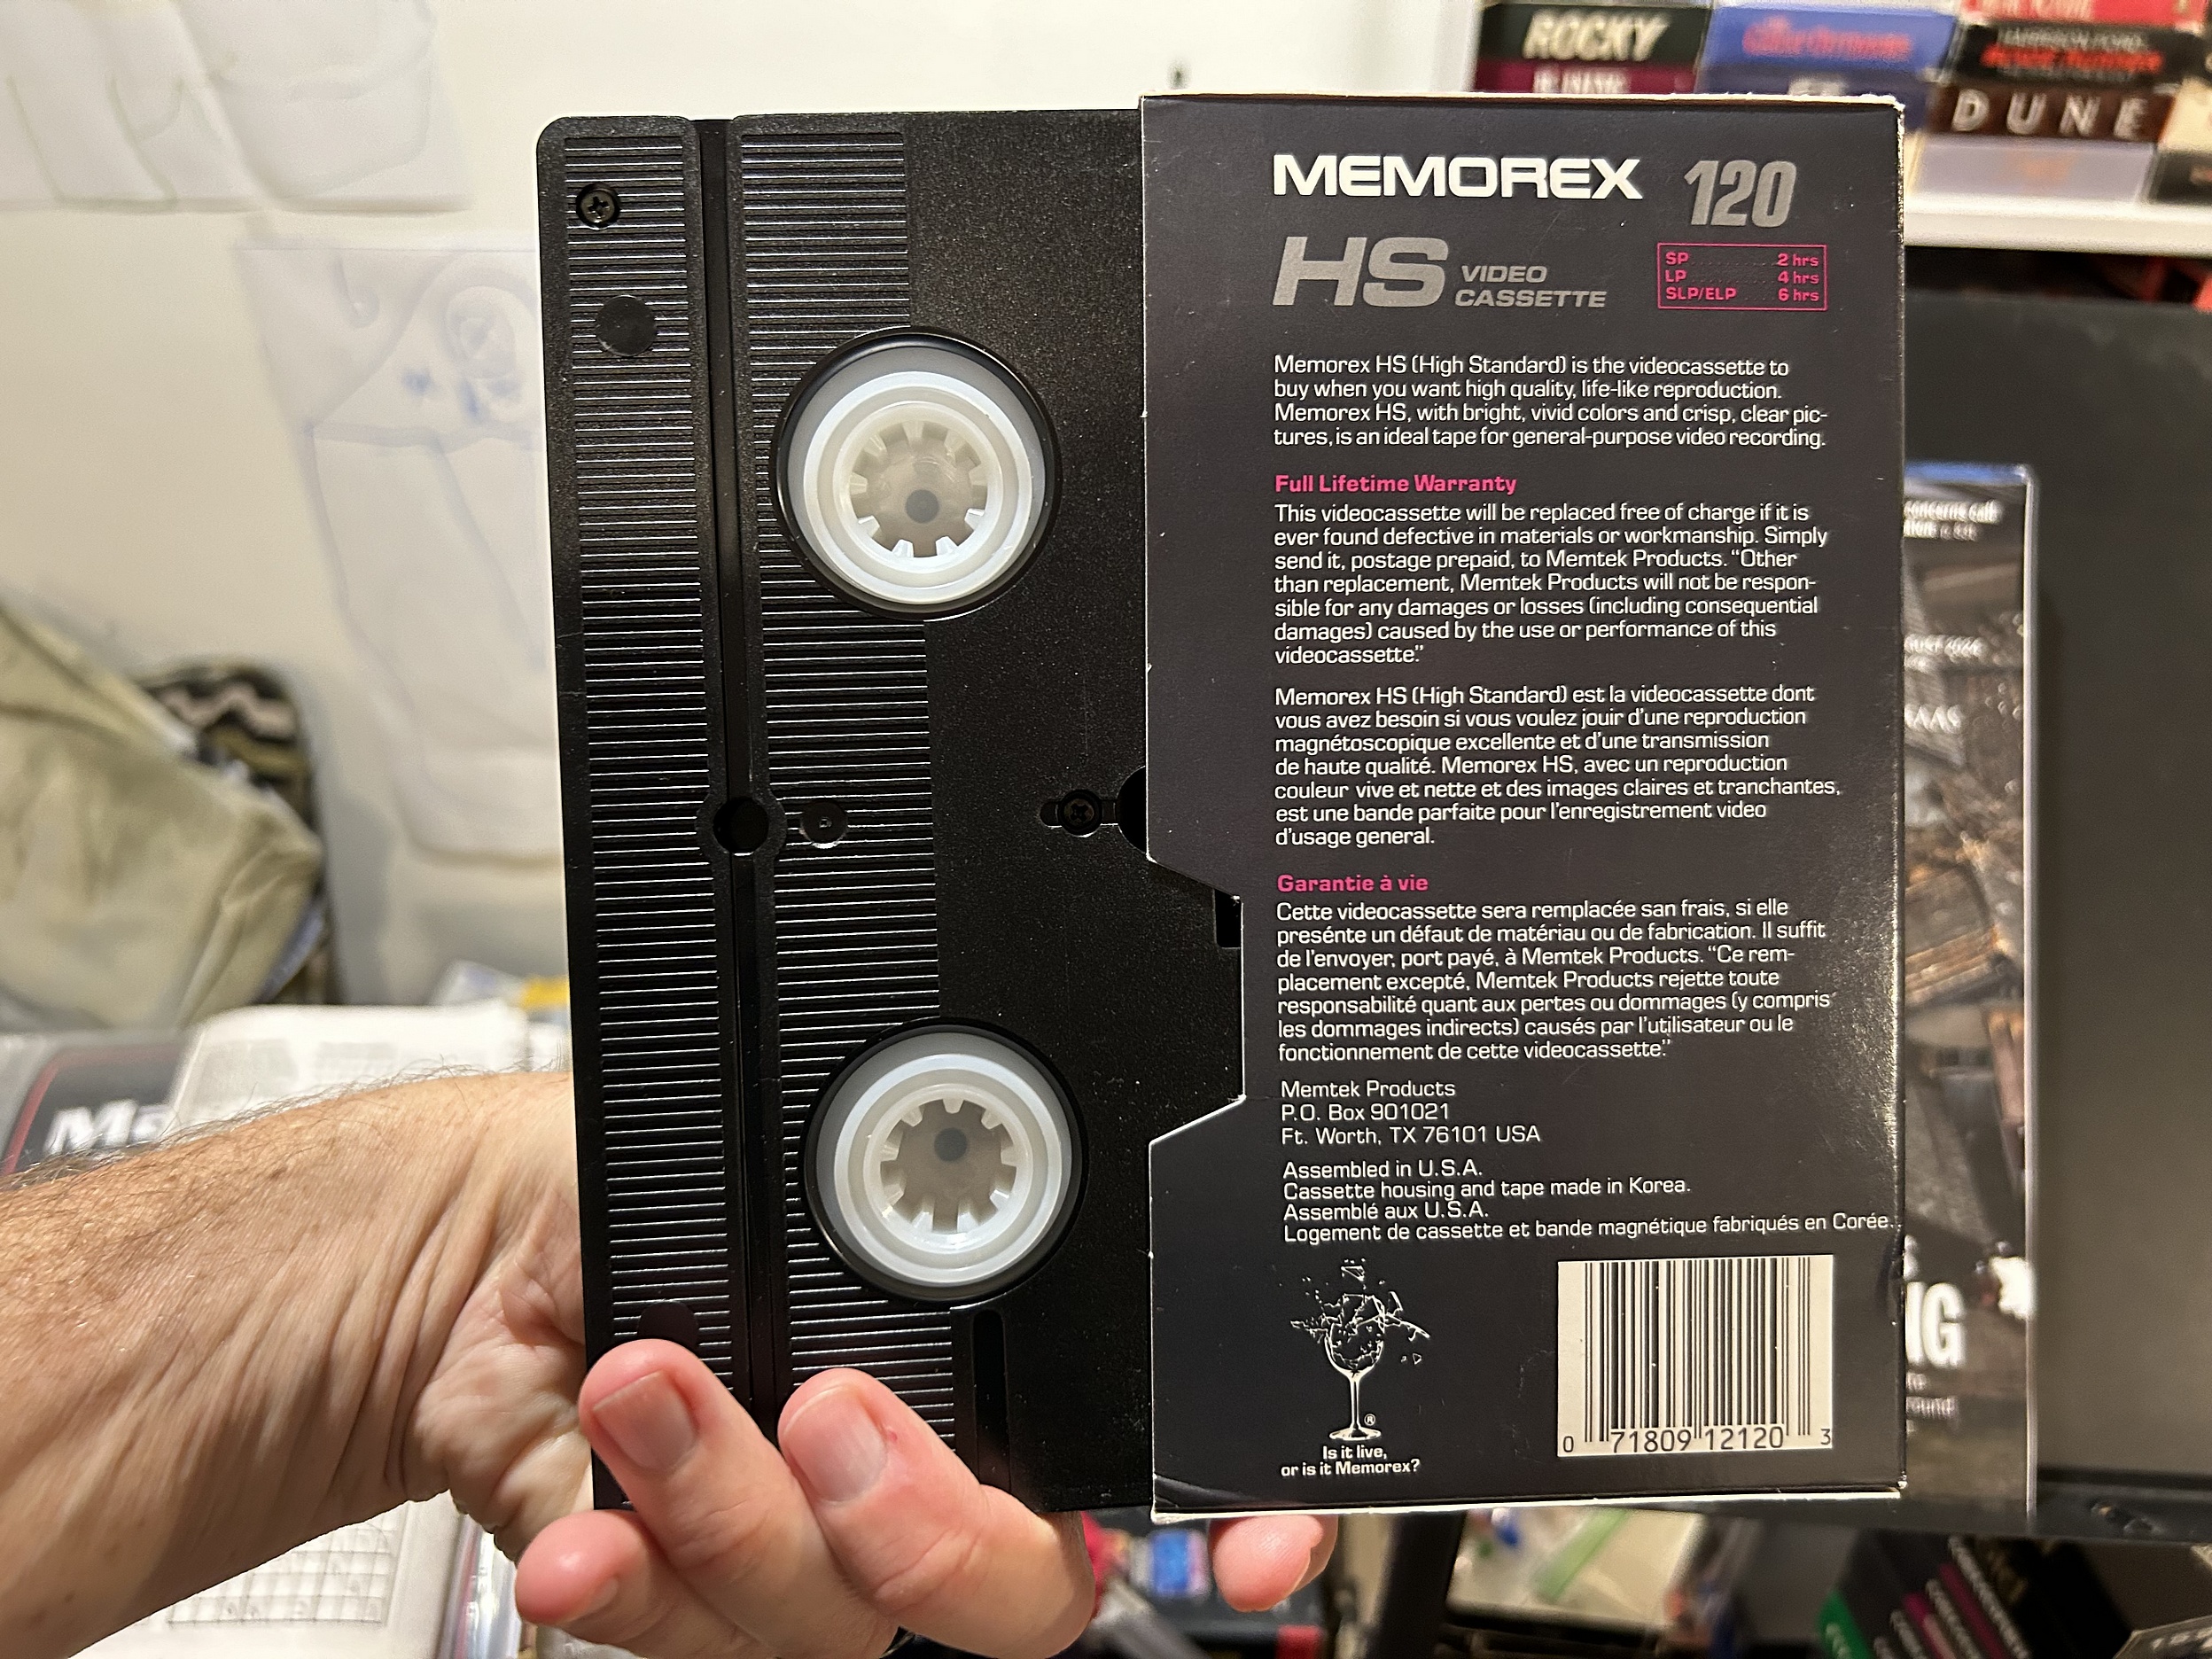 ROCKY
DUNE
MEMOREX 120
HS VIDEO
CASSETTE
SP 2 hrs
LP 4 hrs
SLP/ELP 6 hrs
Memorex HS (High Standard) is the videocassette to
buy when you want high quality, life-like reproduction.
Memorex HS, with bright, vivid colors and crisp, clear pic-
tures, is an ideal tape for general-purpose video recording.
Full Lifetime Warranty
This videocassette will be replaced free of charge if it is
ever found defective in materials or workmanship. Simply
send it, postage prepaid, to Memtek Products. “Other
than replacement, Memtek Products will not be respon-
sible for any damages or losses (including consequential
damages) caused by the use or performance of this
videocassette.”
Memorex HS (High Standard) est la videocassette dont
vous avez besoin si vous voulez jouir d'une reproduction
magnétoscopique excellente et d'une transmission
de haute qualité. Memorex HS, avec un reproduction
couleur vive et nette et des images claires et tranchantes,
est une bande parfaite pour l'enregistrement video
d'usage general.
Garantie à vie
Cette videocassette sera remplacée san frais, si elle
presénte un défaut de matériau ou de fabrication. Il suffit
de l'envoyer, port payé, à Memtek Products. “Ce rem-
placement excepté, Memtek Products rejette toute
responsabilité quant aux pertes ou dommages (y compris
les dommages indirects) causés par l'utilisateur ou le
fonctionnement de cette videocassette.”
Memtek Products
P.O. Box 901021
Ft. Worth, TX 76101 USA
Assembled in U.S.A.
Cassette housing and tape made in Korea.
Assemblé aux U.S.A.
Logement de cassette et bande magnétique fabriqués en Corée.
®
Is it live,
or is it Memorex?
0 71809 12120 3